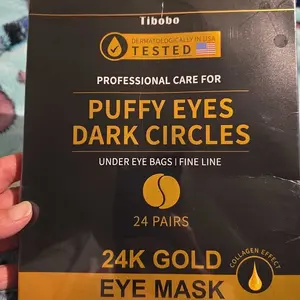 Tibobo
DERMATOLOGICALLY IN USA
TESTED
PROFESSIONAL CARE FOR
PUFFY EYES
DARK CIRCLES
UNDER EYE BAGS | FINE LINE
24 PAIRS
24K GOLD
EYE MASK
COLLAGEN EFFECT